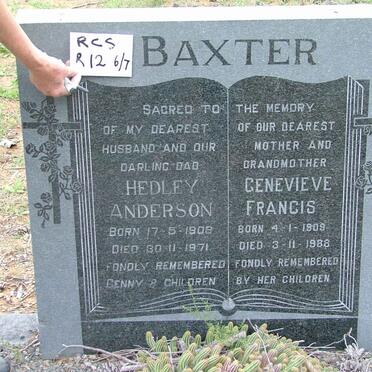 RCS
R12 6/7
BAXTER
SACRED TO
OF MY DEAREST
HUSBAND AND OUR
DARLING DAD
HEDLEY
ANDERSON
BORN 17-5-1909
DIED 30-11-1971
FONDLY REMEMBERED
GENNY & CHILDREN
THE MEMORY
OF OUR DEAREST
MOTHER AND
GRANDMOTHER
GENEVIEVE
FRANCIS
BORN 4-1-1909
DIED 3-11-1988
FONDLY REMEMBERED
BY HER CHILDREN